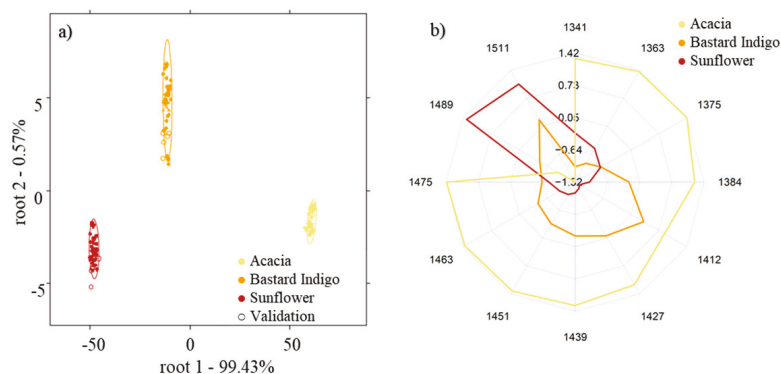 a)
5
0
-5
-50
0
50
root 2 - 0.57%
root 1 - 99.43%
Acacia
Bastard Indigo
Sunflower
Validation
b)
Acacia
Bastard Indigo
Sunflower
1341
1363
1375
1384
1412
1427
1439
1451
1463
1475
1489
1511
1.42
0.73
0.05
-0.64